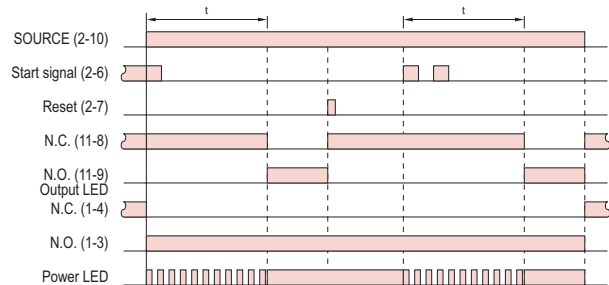 t
t
SOURCE (2-10)
Start signal (2-6)
Reset (2-7)
N.C. (11-8)
N.O. (11-9)
Output LED
N.C. (1-4)
N.O. (1-3)
Power LED